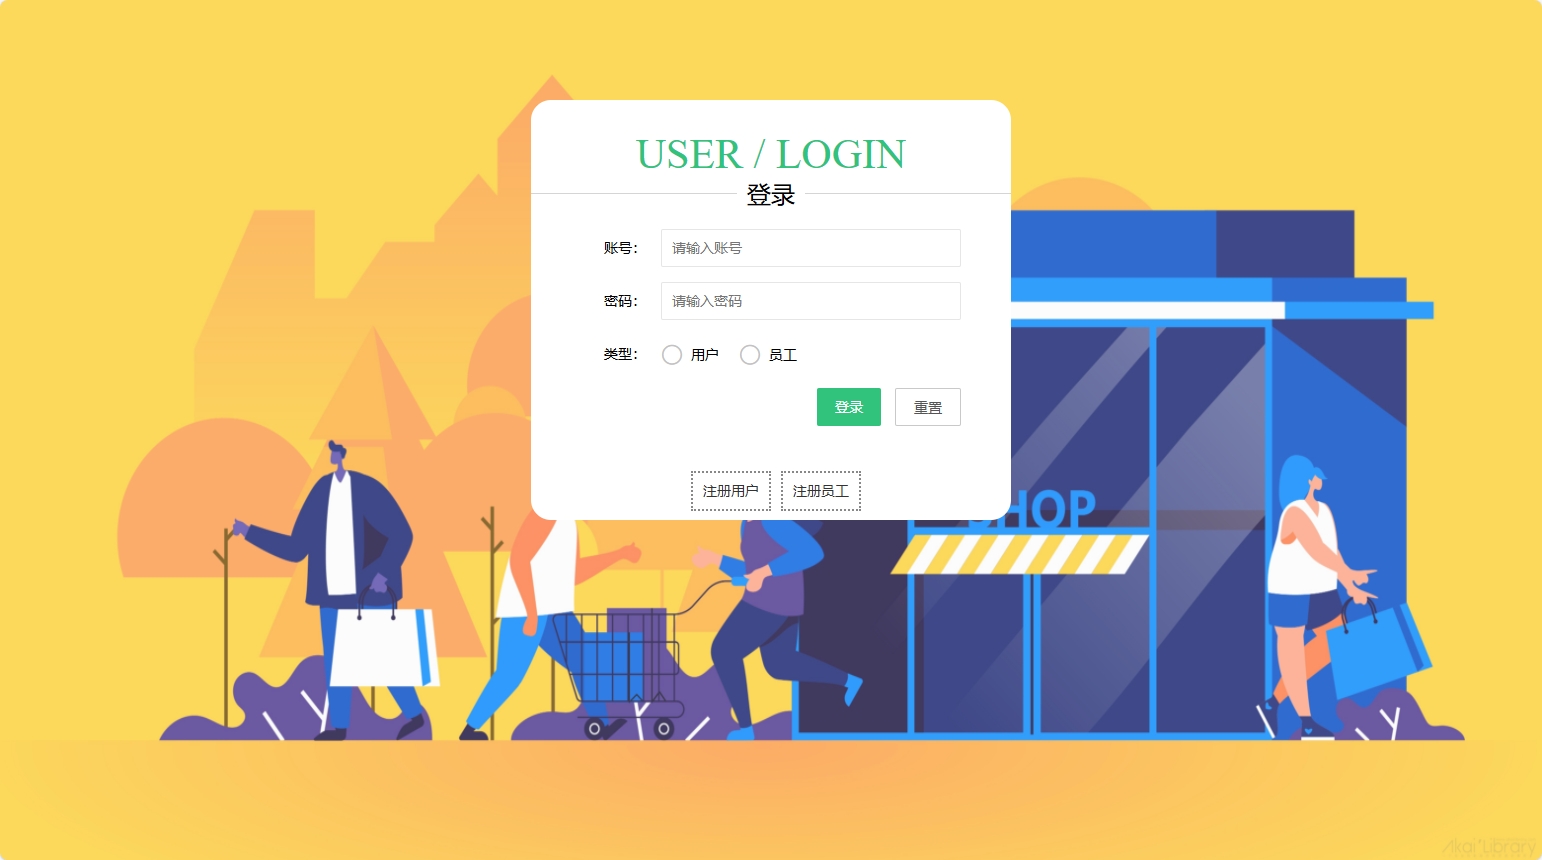 USER / LOGIN
登录
账号：
请输入账号
密码：
请输入密码
类型： 用户 员工
登录 重置
注册用户 注册员工
SHOP
Akai'Library